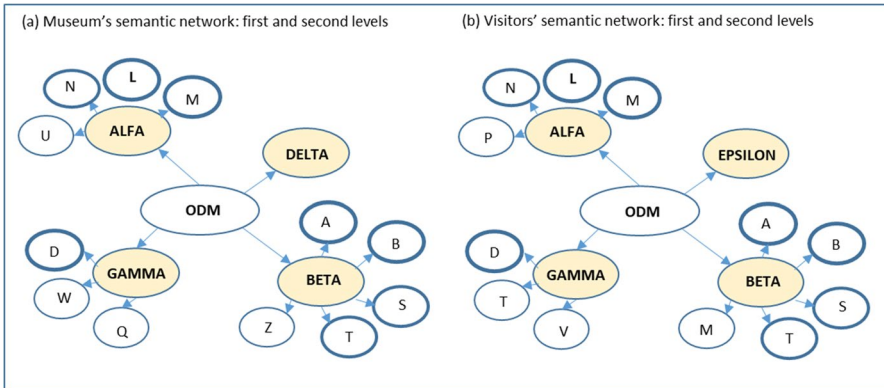 (a) Museum's semantic network: first and second levels
N
L
M
U
ALFA
DELTA
ODM
A
B
D
GAMMA
BETA
W
S
Q
Z
T
(b) Visitors' semantic network: first and second levels
N
L
M
P
ALFA
EPSILON
ODM
A
B
D
GAMMA
BETA
T
S
V
M
T